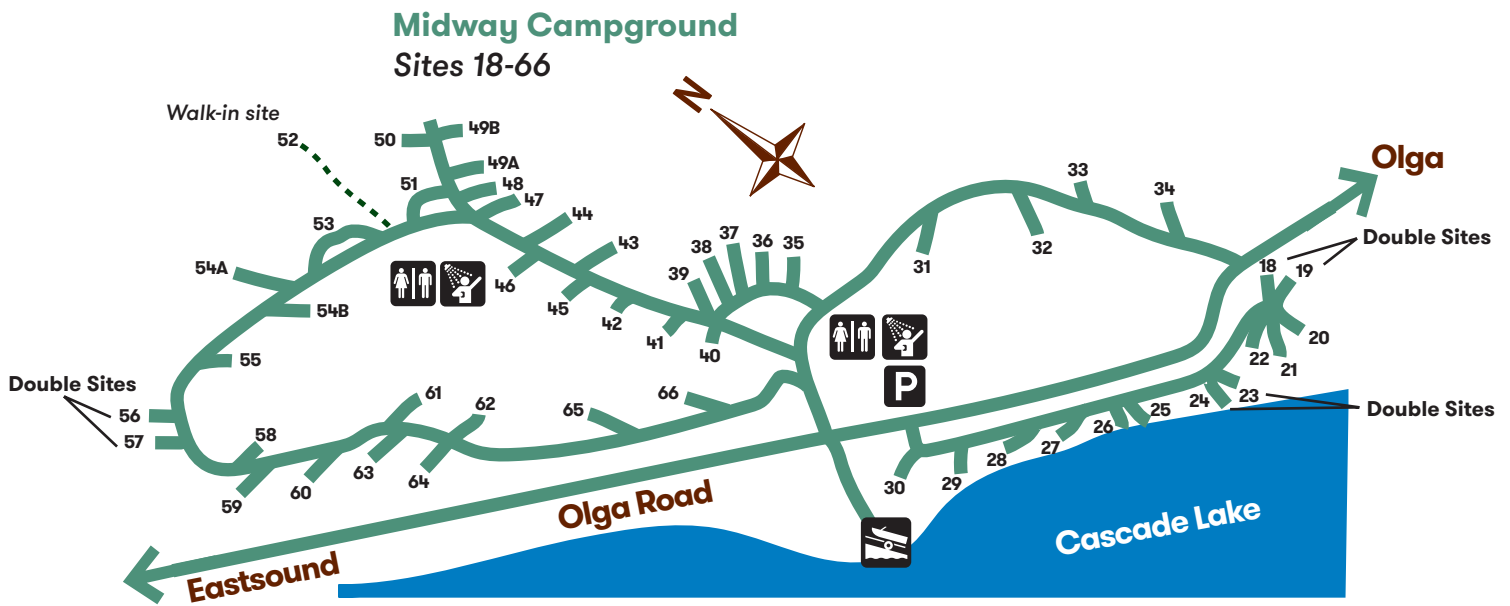 Midway Campground
Sites 18-66
N
Walk-in site
52
50
49B
49A
51
48
47
53
44
43
54A
46
45
54B
42
41
40
39
38
37
36
35
55
Double Sites
56
57
58
59
60
61
62
63
64
65
66
31
32
33
34
Olga
Double Sites
18
19
20
21
22
P
23
24
Double Sites
25
26
27
28
29
30
Olga Road
Eastsound
Cascade Lake